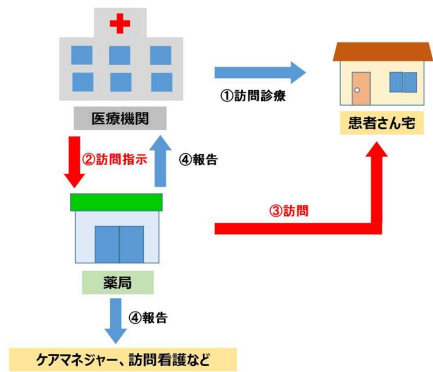 ①訪問診療
医療機関
患者さん宅
②訪問指示
④報告
③訪問
薬局
④報告
ケアマネジャー、訪問看護など